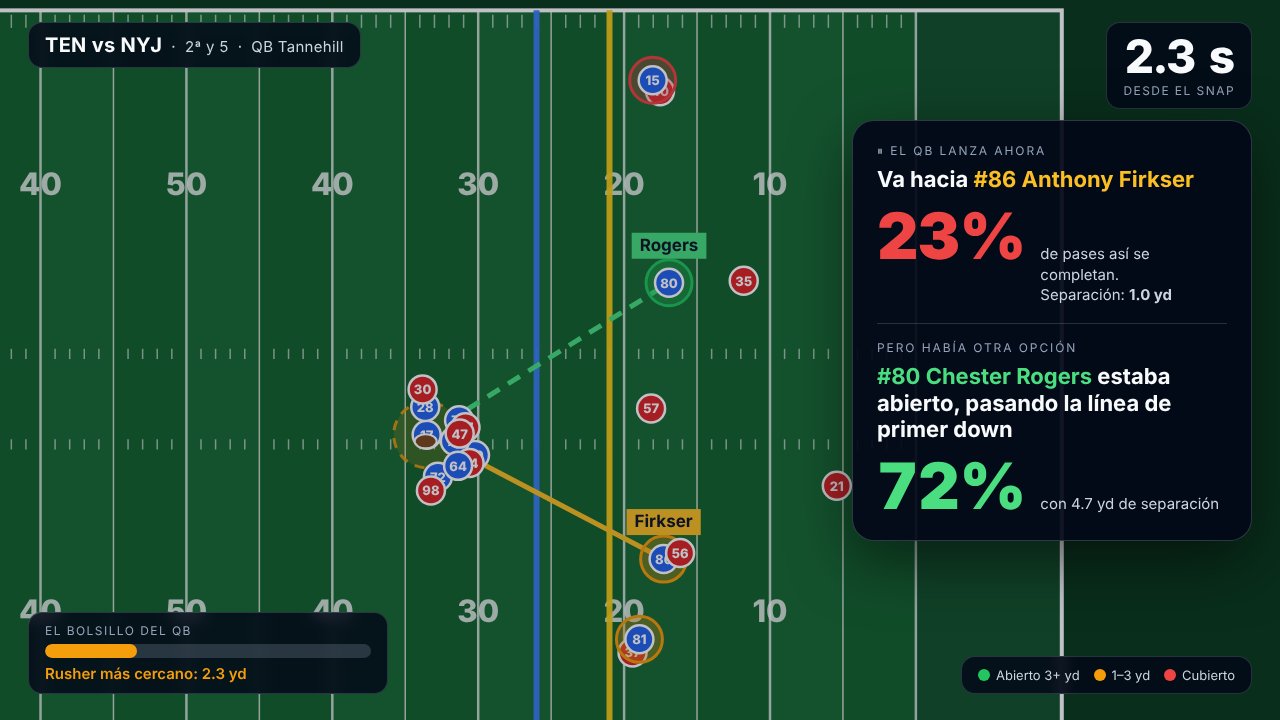 TEN vs NYJ · 2ª y 5 · QB Tannehill
2.3 s
DESDE EL SNAP
15
EL QB LANZA AHORA
Va hacia #86 Anthony Firkser
23%
de pases así se
completan.
Separación: 1.0 yd
PERO HABÍA OTRA OPCIÓN
#80 Chester Rogers estaba
abierto, pasando la línea de
primer down
72%
con 4.7 yd de separación
40 50 40 30 20 10
Rogers
80
35
30
28
57
47
64
98
21
Firkser
56
40 50 40 30 20 10
81
EL BOLSILLO DEL QB
Rusher más cercano: 2.3 yd
Abierto 3+ yd
1–3 yd
Cubierto